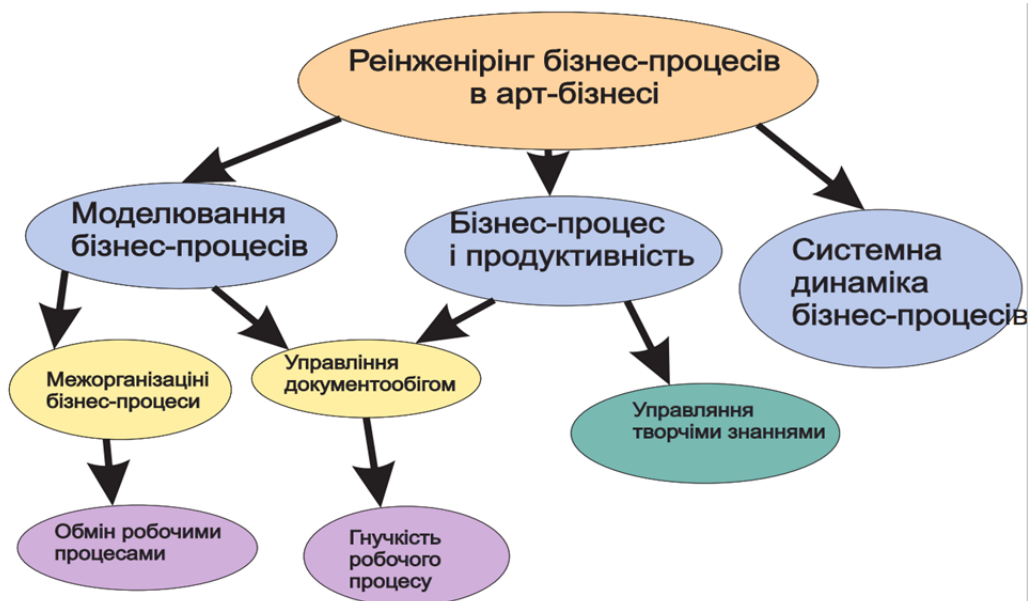 Реінженірінг бізнес-процесів
в арт-бізнесі
Моделювання
бізнес-процесів
Бізнес-процес
і продуктивність
Системна
динаміка
бізнес-процесів
Межорганізаціні
бізнес-процеси
Управління
документообігом
Управляння
творчіми знаннями
Обмін робочими
процесами
Гнучкість
робочого
процесу